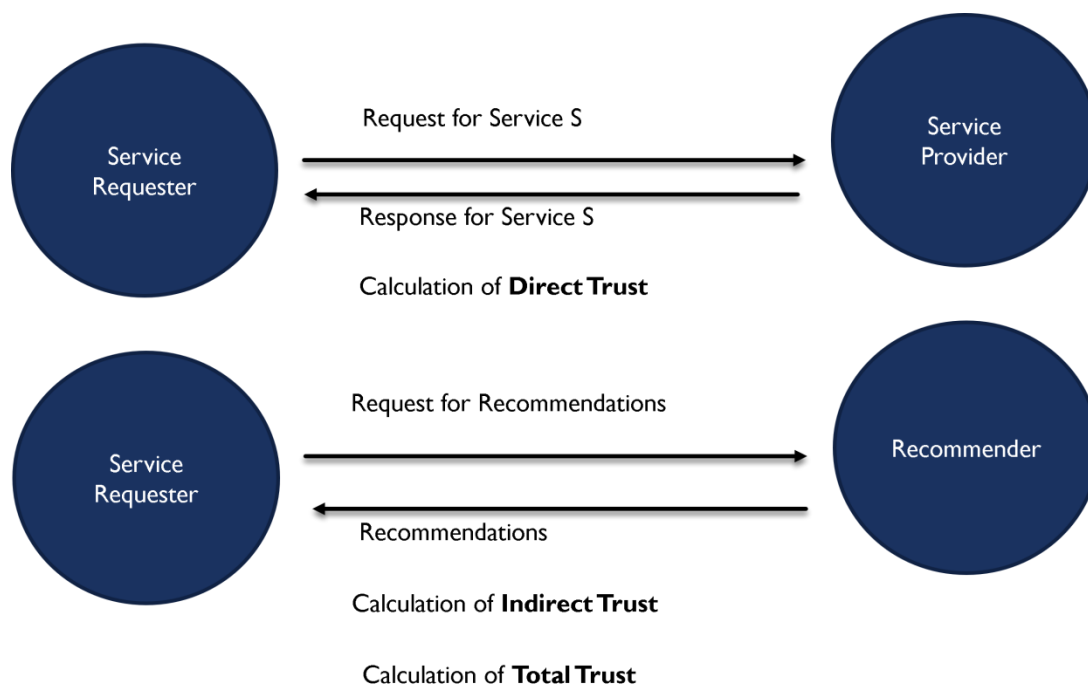 Request for Service S
Service
Requester
Service
Provider
Response for Service S
Calculation of Direct Trust
Request for Recommendations
Service
Requester
Recommender
Recommendations
Calculation of Indirect Trust
Calculation of Total Trust